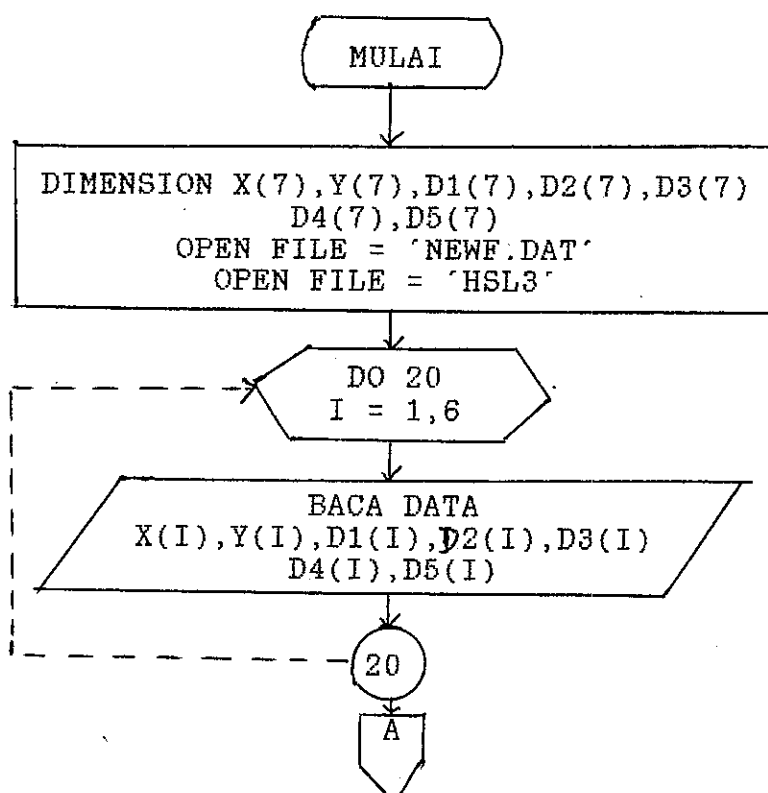 MULAI
DIMENSION X(7),Y(7),D1(7),D2(7),D3(7)
D4(7),D5(7)
OPEN FILE = 'NEWF.DAT'
OPEN FILE = 'HSL3'
DO 20
I = 1,6
BACA DATA
X(I),Y(I),D1(I),D2(I),D3(I)
D4(I),D5(I)
20
A